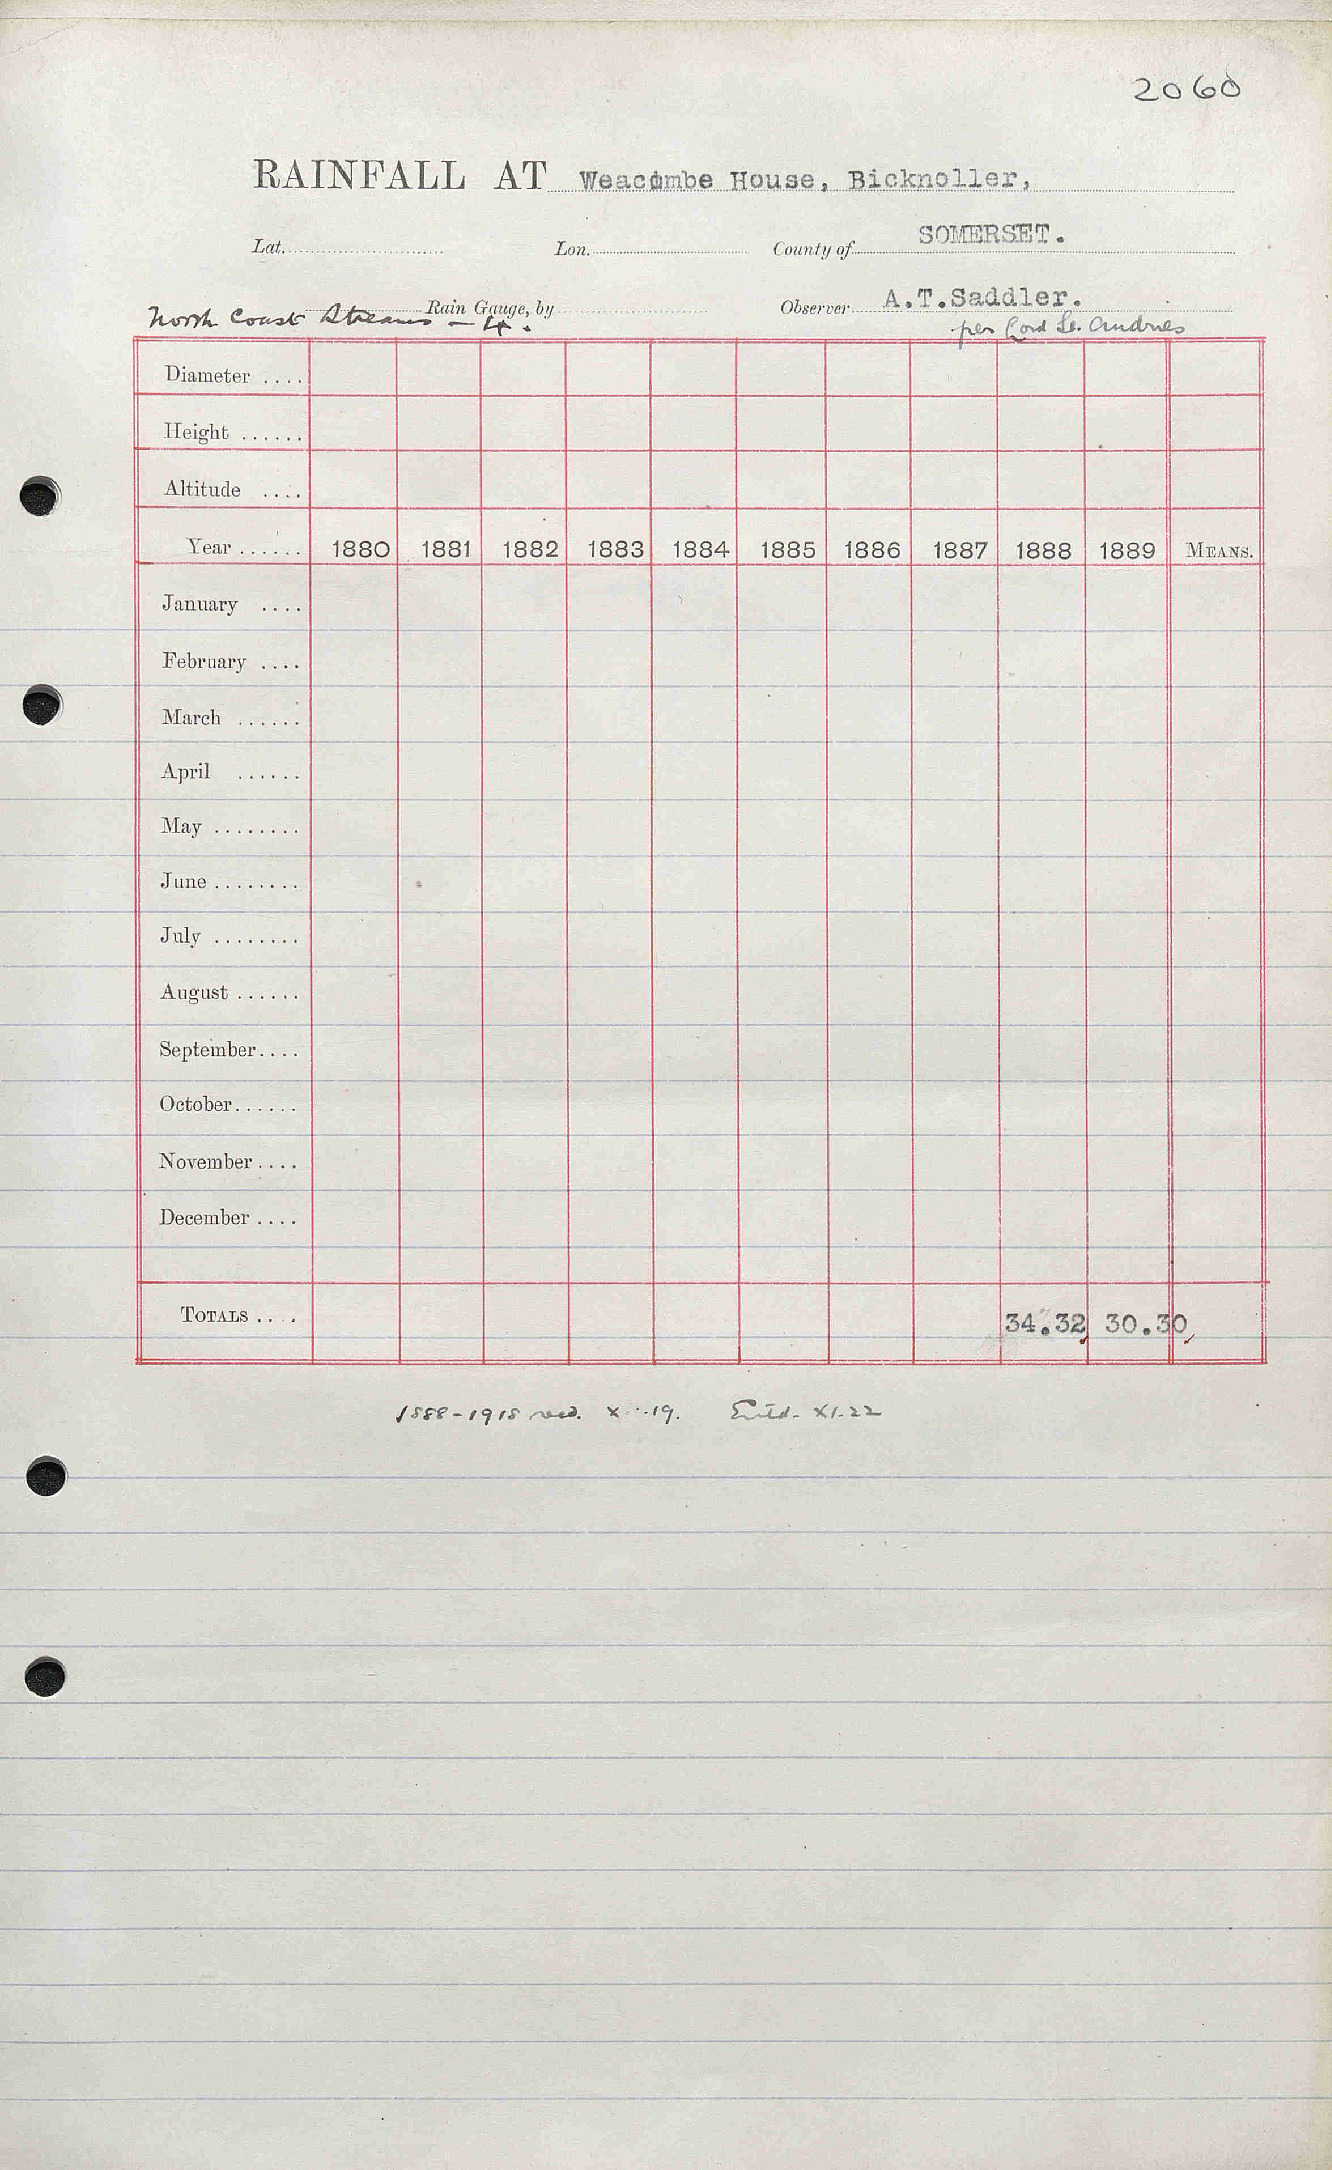 2060
RAINFALL AT Weacombe House, Bicknoller,
Lat. Lon. County of SOMERSET.
Rain Gauge, by Observer A.T.Saddler.
North Coast Streams - 4. per Lord St. Audries
Diameter ....
Height ......
Altitude ....
Year ...... 1880 1881 1882 1883 1884 1885 1886 1887 1888 1889 MEANS.
January ....
February ....
March ......
April ......
May ........
June ........
July ........
August ......
September....
October......
November....
December ....
TOTALS .... 34.32 30.30
1888-1918 recd. X. .19. Entd. XI.22